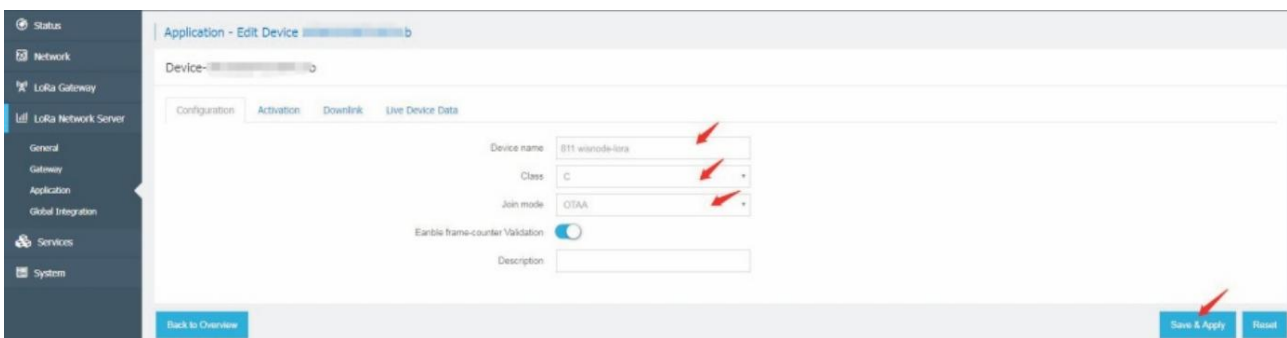 Status
Network
LoRa Gateway
LoRa Network Server
General
Gateway
Application
Global Integration
Services
System
Application - Edit Device b
Device- b
Configuration Activation Downlink Live Device Data
Device name 811 wisnode-lora
Class C
Join mode OTAA
Eanble frame-counter Validation
Description
Back to Overview Save & Apply Reset